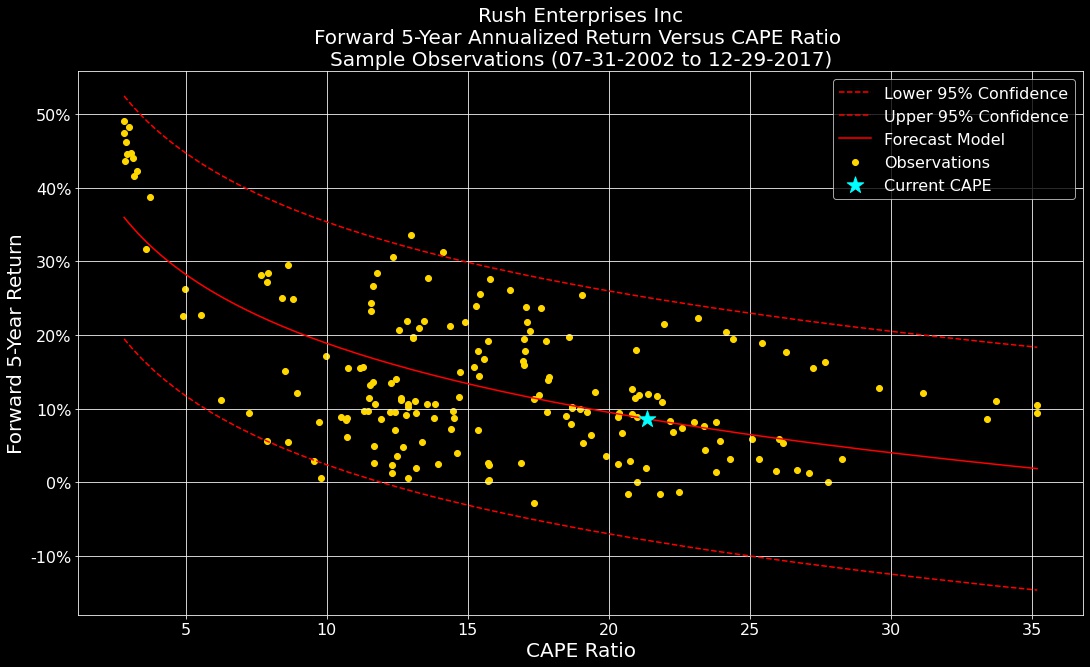 Rush Enterprises Inc
Forward 5-Year Annualized Return Versus CAPE Ratio
Sample Observations (07-31-2002 to 12-29-2017)
Lower 95% Confidence
Upper 95% Confidence
Forecast Model
Observations
Current CAPE
Forward 5-Year Return
50%
40%
30%
20%
10%
0%
-10%
5 10 15 20 25 30 35
CAPE Ratio